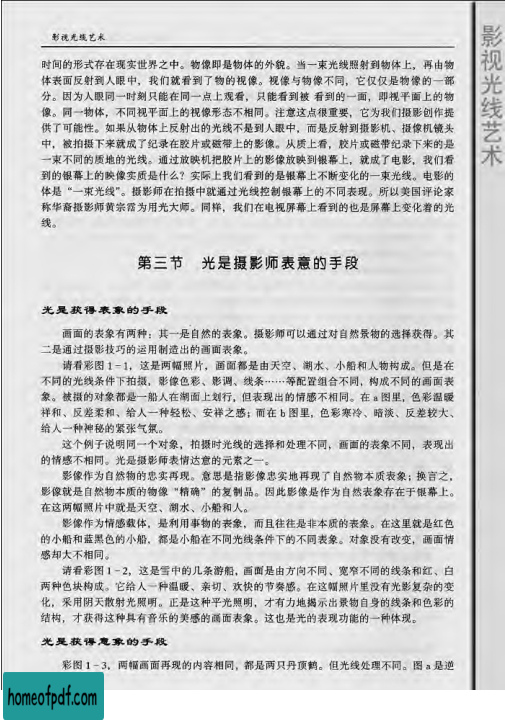 影视光线艺术
时间的形式存在现实世界之中。物像即是物体的外貌。当一束光线照射到物体上，再由物
体表面反射到人眼中，我们就看到了物的视像。视像与物像不同，它仅仅是物像的一部
分。因为人眼同一时刻只能在同一点上观看，只能看到被 看到的一面，即视平面上的物
像。同一物体，不同视平面上的视像形态不相同。注意这点很重要，它为我们摄影创作提
供了可能性。如果从物体上反射出的光线不是到人眼中，而是反射到摄影机、摄像机镜头
中，被拍摄下来就成了纪录在胶片或磁带上的影像。从质上看，胶片或磁带纪录下来的是
一束不同的质地的光线。通过放映机把胶片上的影像放映到银幕上，就成了电影，我们看
到的银幕上的映像实质是什么？实际上我们看到的是银幕上不断变化的一束光线。电影的
体是“一束光线”。摄影师在拍摄中就通过光线控制银幕上的不同表现。所以美国评论家
称华裔摄影师黄宗霑为用光大师。同样，我们在电视屏幕上看到的也是屏幕上变化着的光
线。
第三节 光是摄影师表意的手段
光是获得表象的手段
画面的表象有两种：其一是自然的表象。摄影师可以通过对自然景物的选择获得。其
二是通过摄影技巧的运用制造出的画面表象。
请看彩图 1-1，这是两幅照片，画面都是由天空、湖水、小船和人物构成。但是在
不同的光线条件下拍摄，影像色彩、影调、线条……等配置组合不同，构成不同的画面表
象。被摄的对象都是一船人在湖面上划行，但表现出的情感不相同。在 a 图里，色彩温暖
祥和、反差柔和、给人一种轻松、安祥之感；而在 b 图里，色彩寒冷、暗淡、反差较大、
给人一种神秘的紧张气氛。
这个例子说明同一个对象，拍摄时光线的选择和处理不同，画面的表象不同，表现出
的情感不相同。光是摄影师表情达意的元素之一。
影像作为自然物的忠实再现。意思是指影像忠实地再现了自然物本质表象；换言之，
影像就是自然物本质的物像“精确”的复制品。因此影像是作为自然表象存在于银幕上。
在这两幅照片中就是天空、湖水、小船和人。
影像作为情感载体，是利用事物的表象，而且往往是非本质的表象。在这里就是红色
的小船和蓝黑色的小船，都是小船在不同光线条件下的不同表象。对象没有改变，画面情
感却大不相同。
请看彩图 1-2，这是雪中的几条游船，画面是由方向不同、宽窄不同的线条和红、白
两种色块构成。它给人一种温暖、亲切、欢快的节奏感。在这幅照片里没有光影复杂的变
化，采用阴天散射光照明。正是这种平光照明，才有力地揭示出景物自身的线条和色彩的
结构，才获得这种具有音乐的美感的画面表象。这也是光的表现功能的一种体现。
光是获得意象的手段
彩图 1-3，两幅画面再现的内容相同，都是两只丹顶鹤。但光线处理不同。图 a 是逆
影视光线艺术
homeofpdf.com